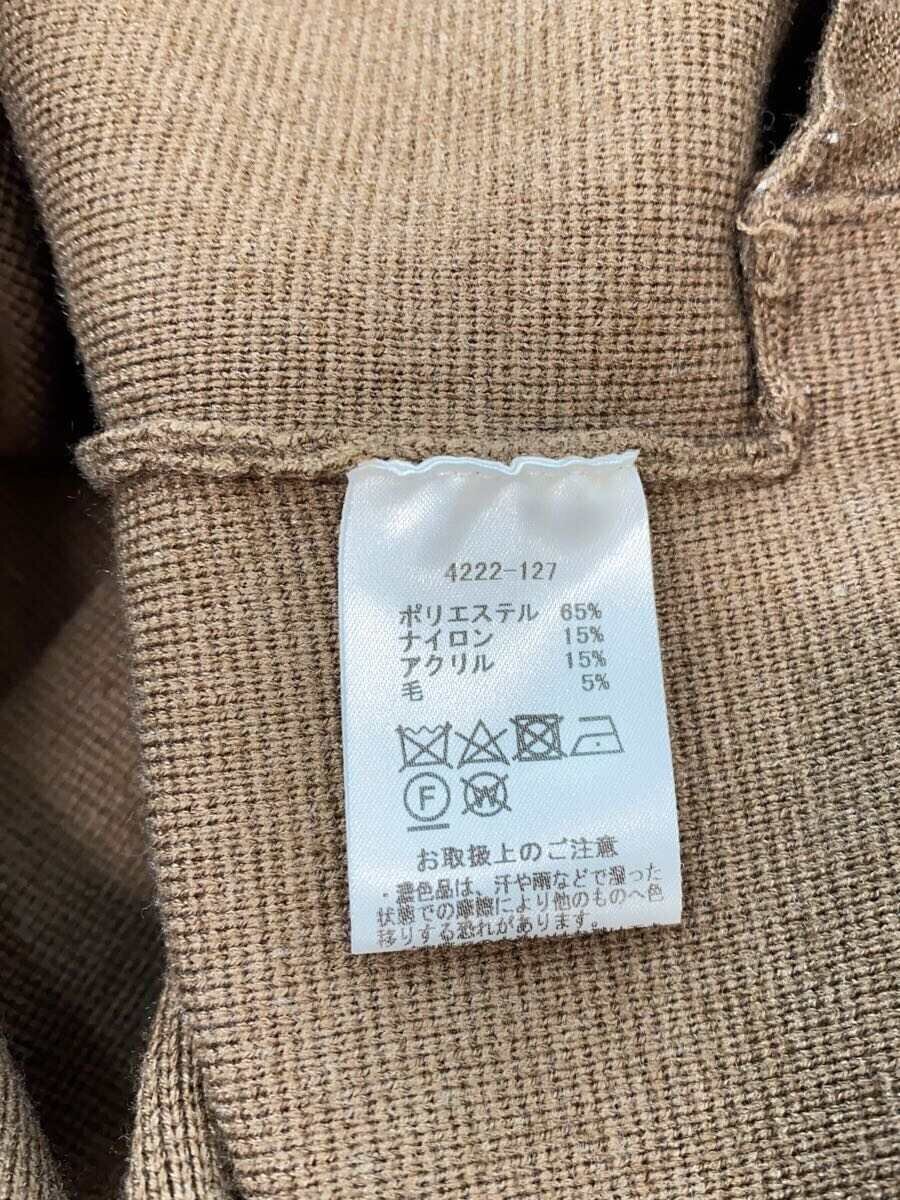 4222-127
ポリエステル 65%
ナイロン 15%
アクリル 15%
毛 5%
F
W
お取扱上のご注意
・濃色品は、汗や雨などで湿った
状態での摩擦により他のものへ色
移りする恐れがあります。